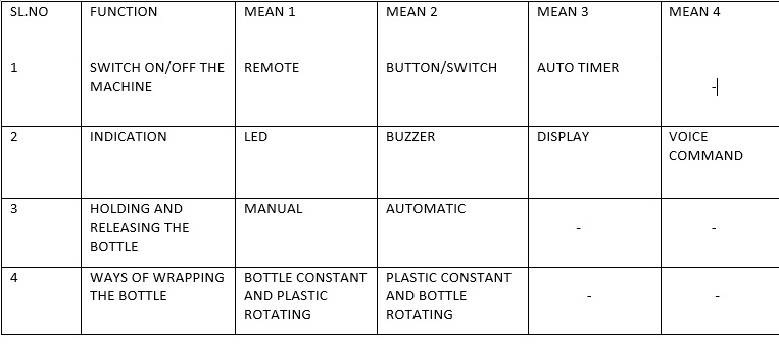 SL.NO FUNCTION MEAN 1 MEAN 2 MEAN 3 MEAN 4
1 SWITCH ON/OFF THE REMOTE BUTTON/SWITCH AUTO TIMER
MACHINE -
2 INDICATION LED BUZZER DISPLAY VOICE
COMMAND
3 HOLDING AND MANUAL AUTOMATIC
RELEASING THE - -
BOTTLE
4 WAYS OF WRAPPING BOTTLE CONSTANT PLASTIC CONSTANT
THE BOTTLE AND PLASTIC AND BOTTLE - -
ROTATING ROTATING